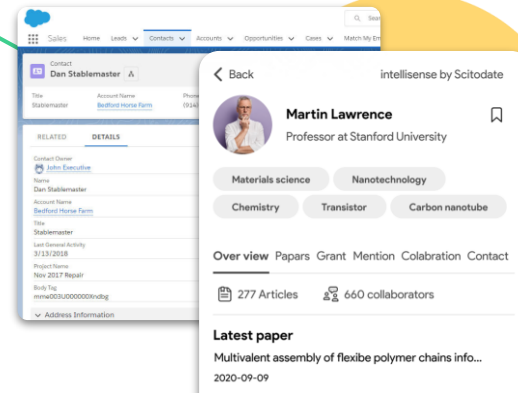 Sales Home Leads Contacts Accounts Opportunities Cases Match My Em
Contact
Dan Stablemaster
Title Account Name Phone
Stablemaster Bedford Horse Farm (914)
RELATED DETAILS
Contact Owner
John Executive
Name
Dan Stablemaster
Account Name
Bedford Horse Farm
Title
Stablemaster
Last General Activity
3/13/2018
Project Name
Nov 2017 Repair
Body Tag
Address Information
Back intellisense by Scitodate
Martin Lawrence
Professor at Stanford University
Materials science Nanotechnology
Chemistry Transistor Carbon nanotube
Over view Papars Grant Mention Colabration Contact
277 Articles 660 collaborators
Latest paper
Multivalent assembly of flexibe polymer chains info...
2020-09-09